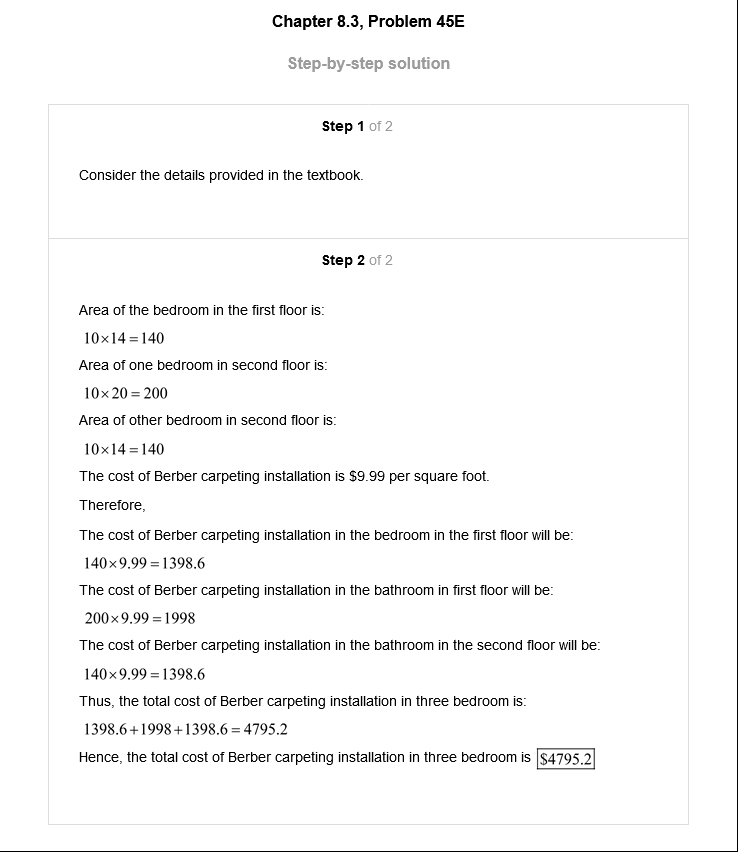 Chapter 8.3, Problem 45E
Step-by-step solution
Step 1 of 2
Consider the details provided in the textbook.
Step 2 of 2
Area of the bedroom in the first floor is:
10×14=140
Area of one bedroom in second floor is:
10×20=200
Area of other bedroom in second floor is:
10×14=140
The cost of Berber carpeting installation is $9.99 per square foot.
Therefore,
The cost of Berber carpeting installation in the bedroom in the first floor will be:
140×9.99=1398.6
The cost of Berber carpeting installation in the bathroom in first floor will be:
200×9.99=1998
The cost of Berber carpeting installation in the bathroom in the second floor will be:
140×9.99=1398.6
Thus, the total cost of Berber carpeting installation in three bedroom is:
1398.6+1998+1398.6=4795.2
Hence, the total cost of Berber carpeting installation in three bedroom is $4795.2